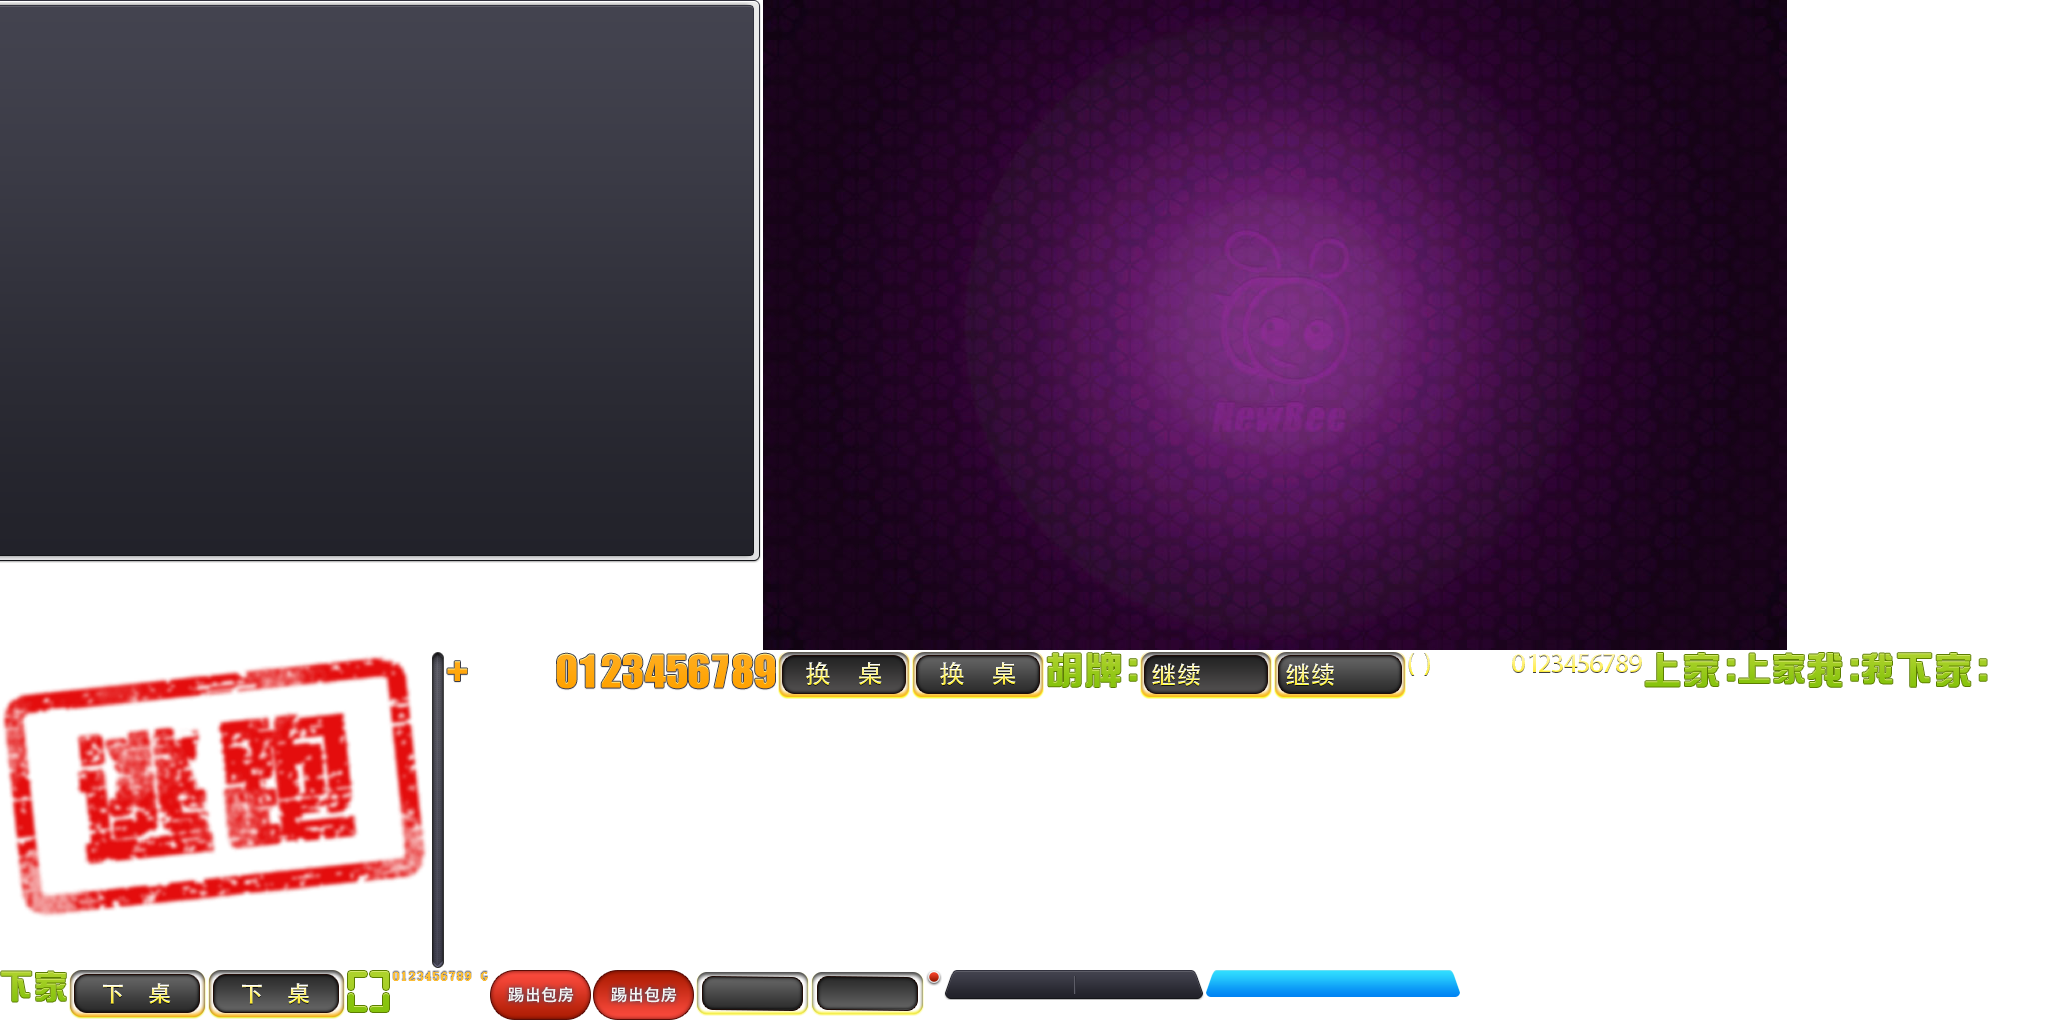 NewBee
逃跑
+
0123456789
换 桌
换 桌
胡牌:
继续
继续
( )
0123456789
上家:上家我:我下家:
下家
下 桌
下 桌
0123456789 G
踢出包房
踢出包房